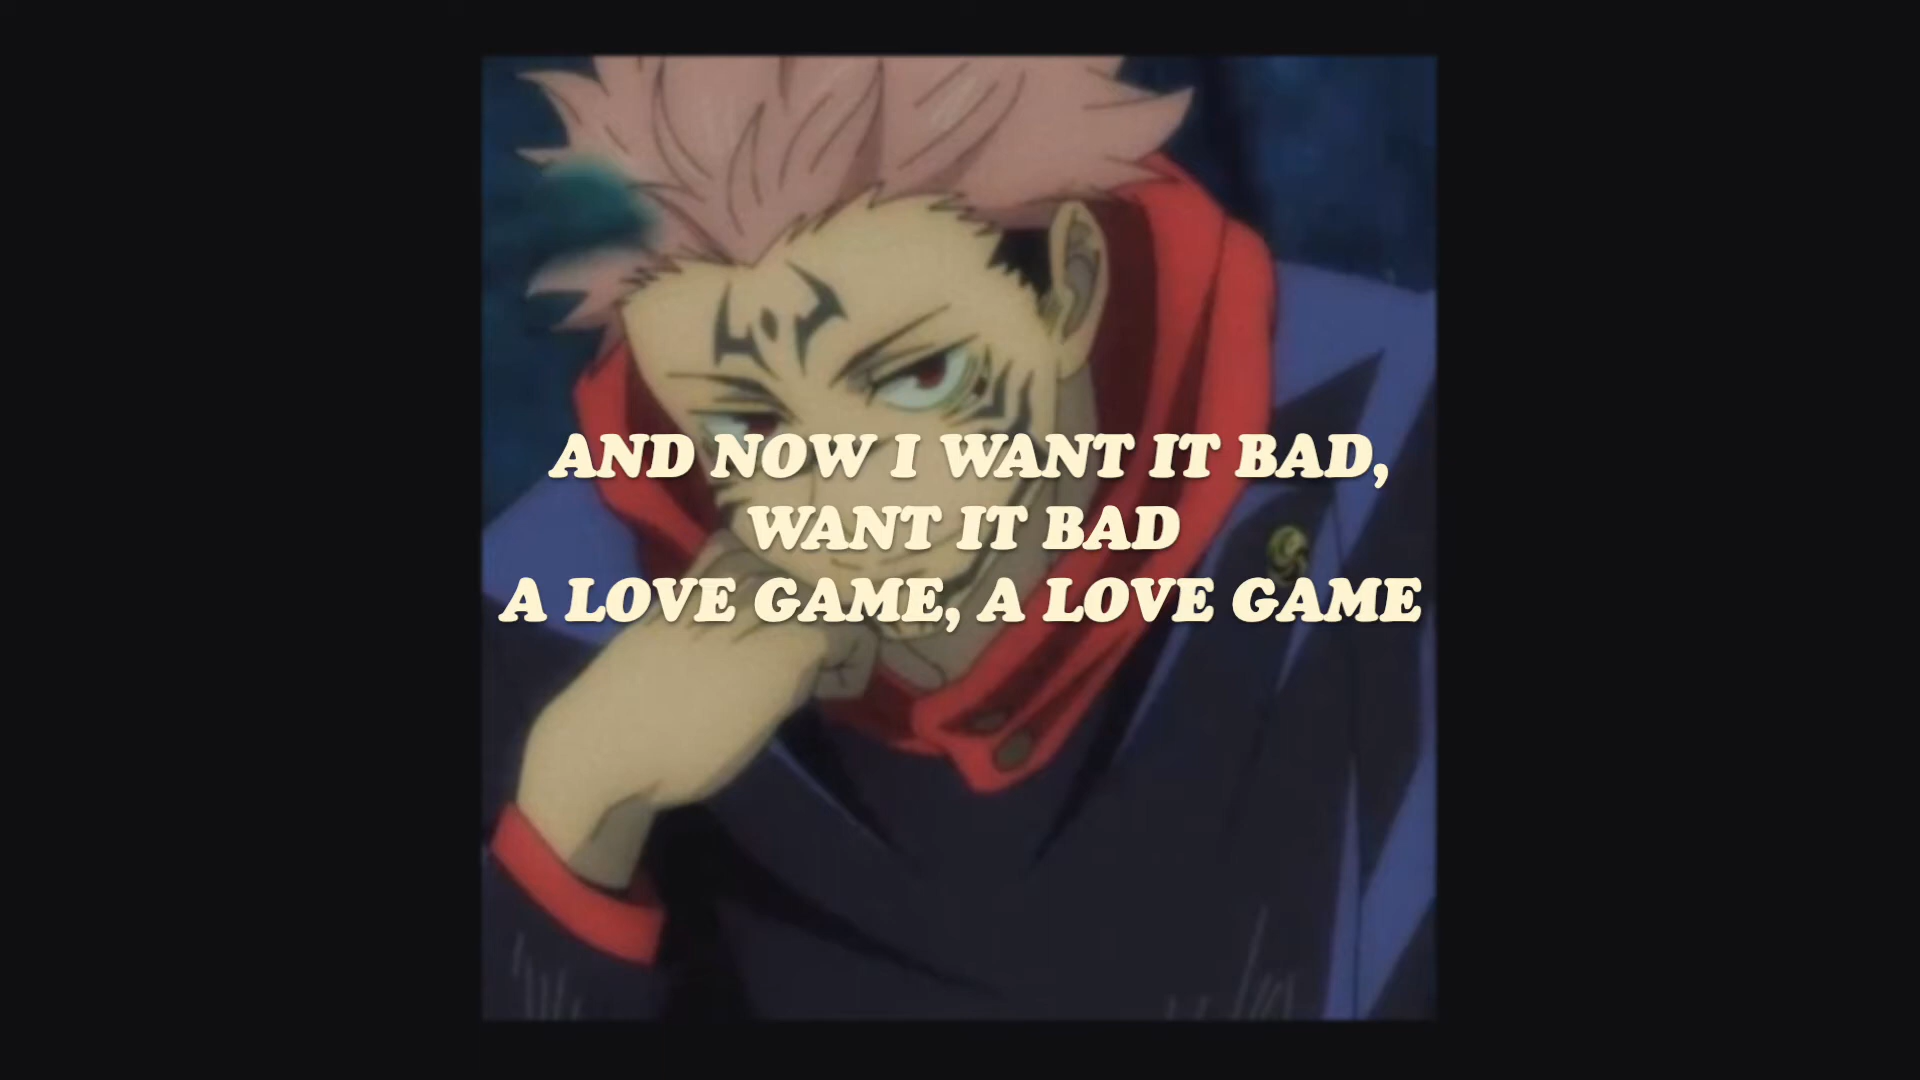 AND NOW I WANT IT BAD,
WANT IT BAD
A LOVE GAME, A LOVE GAME